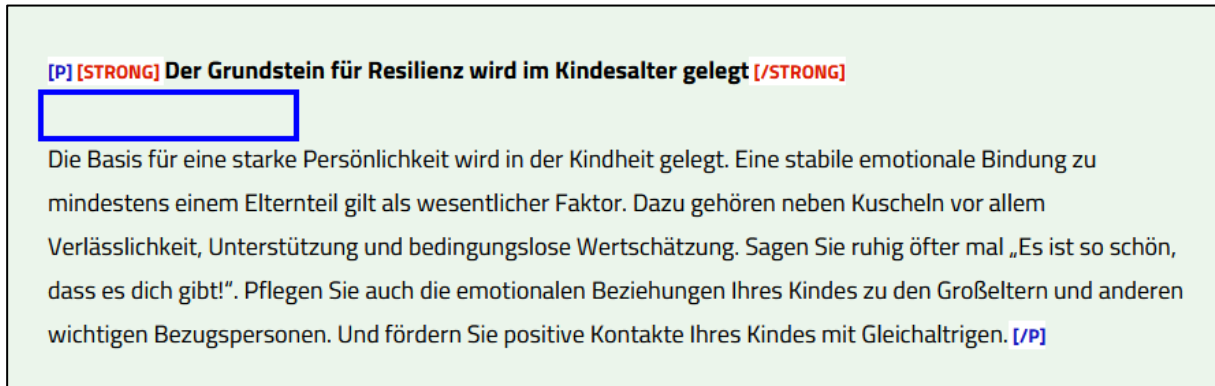 [P] [STRONG] Der Grundstein für Resilienz wird im Kindesalter gelegt [/STRONG]
Die Basis für eine starke Persönlichkeit wird in der Kindheit gelegt. Eine stabile emotionale Bindung zu
mindestens einem Elternteil gilt als wesentlicher Faktor. Dazu gehören neben Kuscheln vor allem
Verlässlichkeit, Unterstützung und bedingungslose Wertschätzung. Sagen Sie ruhig öfter mal „Es ist so schön,
dass es dich gibt!“. Pflegen Sie auch die emotionalen Beziehungen Ihres Kindes zu den Großeltern und anderen
wichtigen Bezugspersonen. Und fördern Sie positive Kontakte Ihres Kindes mit Gleichaltrigen. [/P]